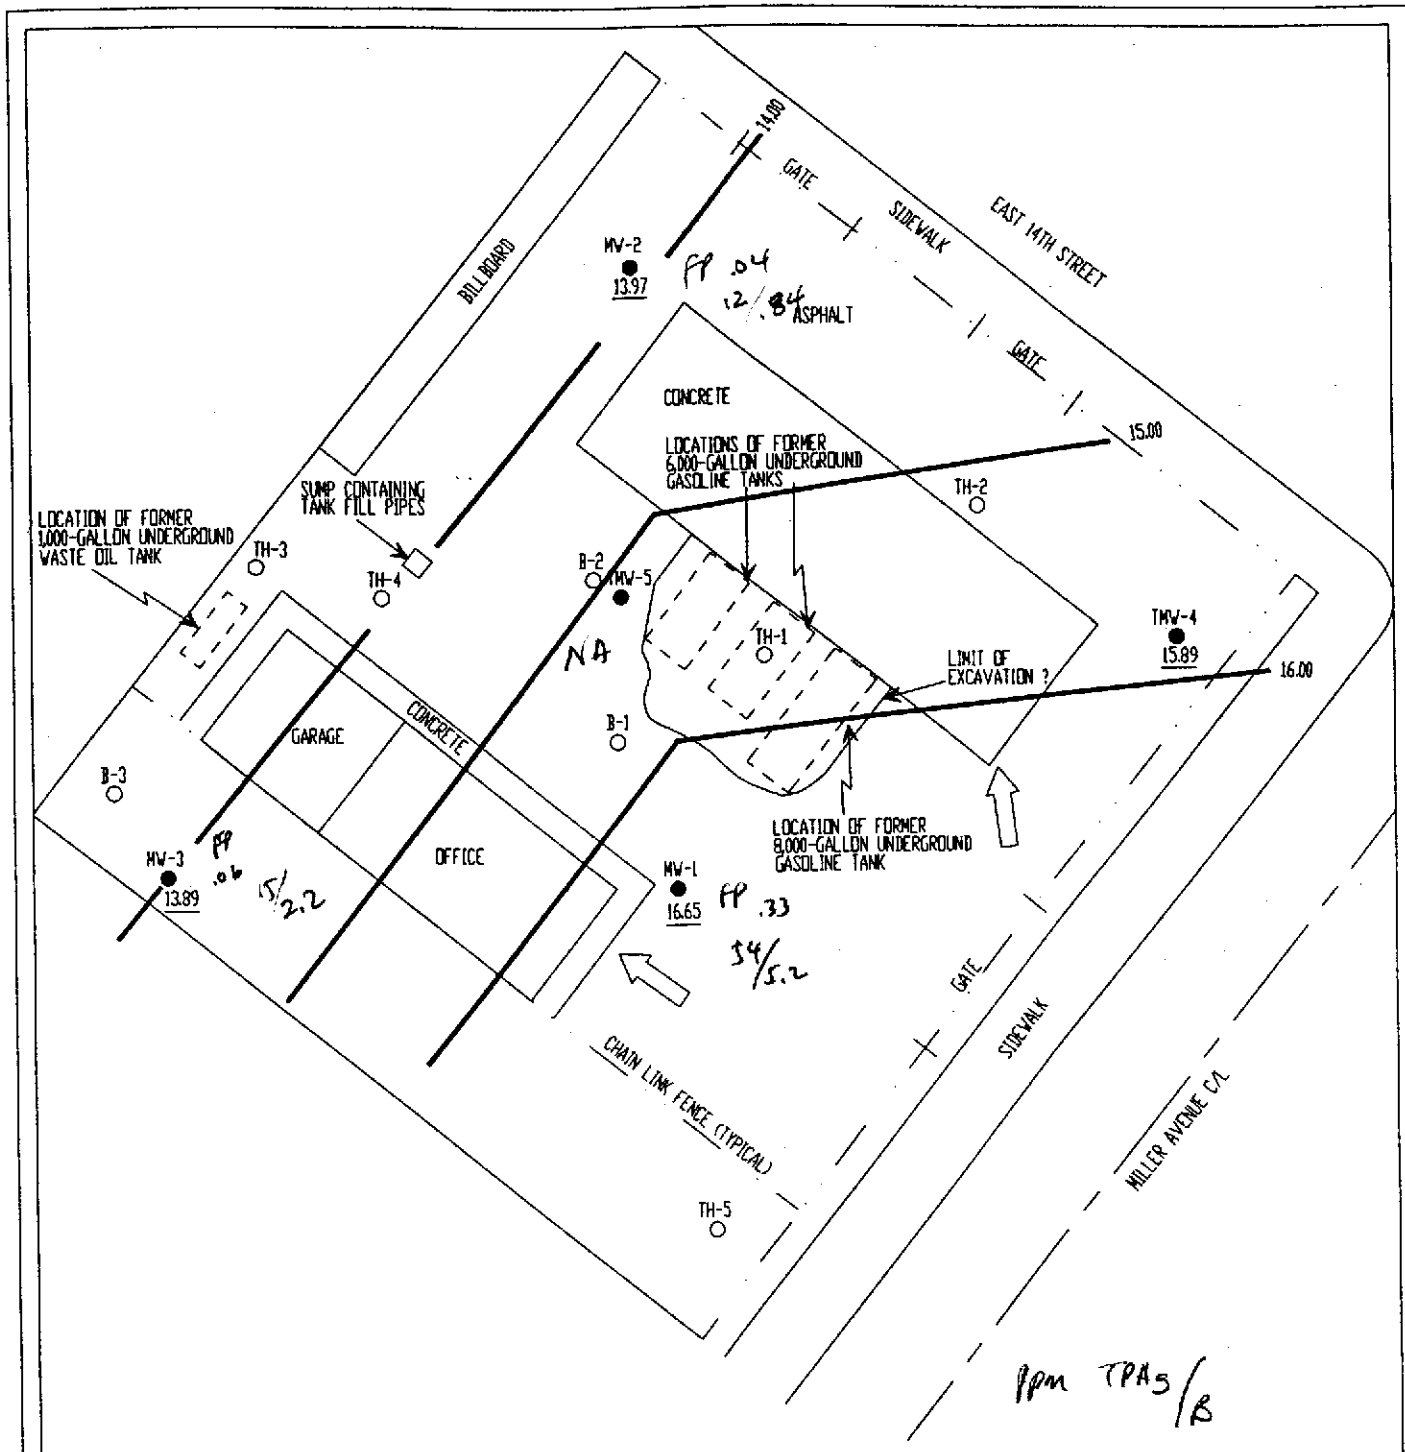 14.00
GATE
SIDEWALK
EAST 14TH STREET
MW-2
13.97
FP .04
.12/.84
ASPHALT
BILLBOARD
GATE
CONCRETE
15.00
LOCATIONS OF FORMER
6,000-GALLON UNDERGROUND
GASOLINE TANKS
TH-2
SUMP CONTAINING
TANK FILL PIPES
LOCATION OF FORMER
1,000-GALLON UNDERGROUND
WASTE OIL TANK
TH-3
TH-4
B-2
TMW-5
NA
TH-1
TMW-4
15.89
LIMIT OF
EXCAVATION ?
16.00
CONCRETE
GARAGE
B-1
B-3
OFFICE
LOCATION OF FORMER
8,000-GALLON UNDERGROUND
GASOLINE TANK
MW-3
13.89
FP
.06
15/2.2
MW-1
16.65
FP .33
54/5.2
GATE
SIDEWALK
CHAIN LINK FENCE (TYPICAL)
MILLER AVENUE C/L
TH-5
ppm TPHg/B